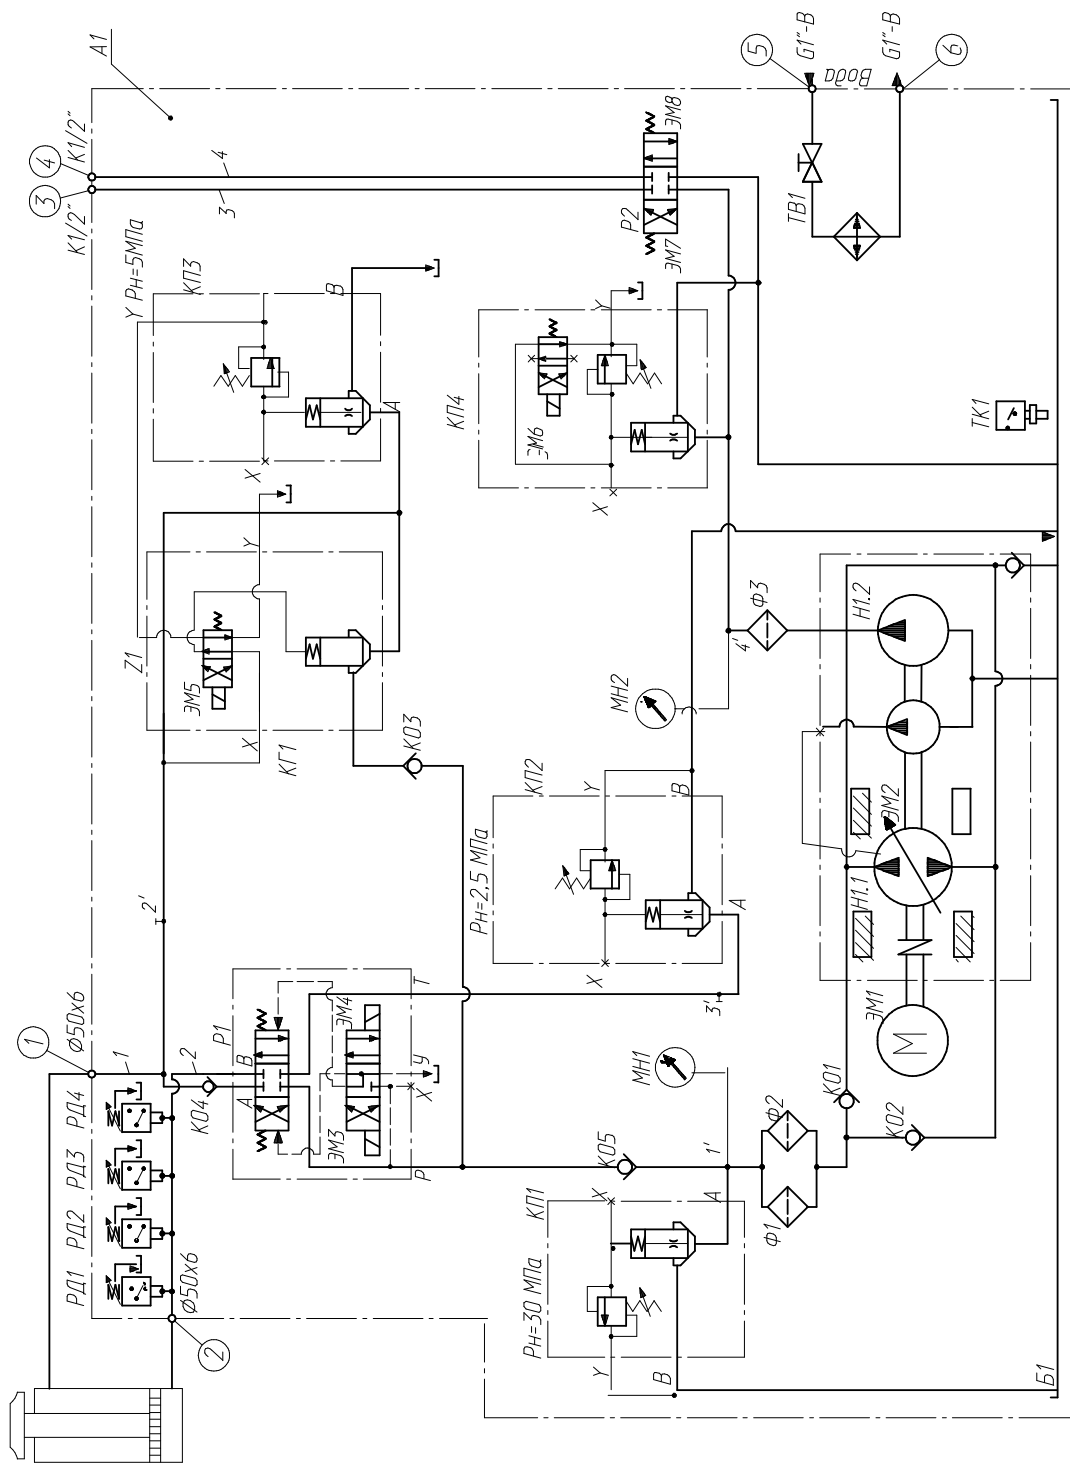 А1
К1/2"
4
3
К1/2"
4
3
У Рн=5МПа
КП3
В
А
Х
Р2
ЭМ8
ЭМ7
5
G1"-В
Вода
G1"-В
6
ТВ1
КП4
ЭМ6
У
Х
ТК1
Z1
ЭМ5
У
Х
КГ1
КО3
МН2
4'
Ф3
Н1.2
ЭМ2
Н1.1
ЭМ1
М
КП2
Рн=2,5 МПа
У
В
Х
А
2'
3'
1
Ø50х6
1
2
КО4
Р1
А
В
ЭМ4
ЭМ3
Т
У
Х
Р
РД4
РД3
РД2
РД1
Ø50х6
2
МН1
КО5
1'
КО1
КО2
Ф2
Ф1
КП1
Рн=30 МПа
Х
А
У
В
Б1